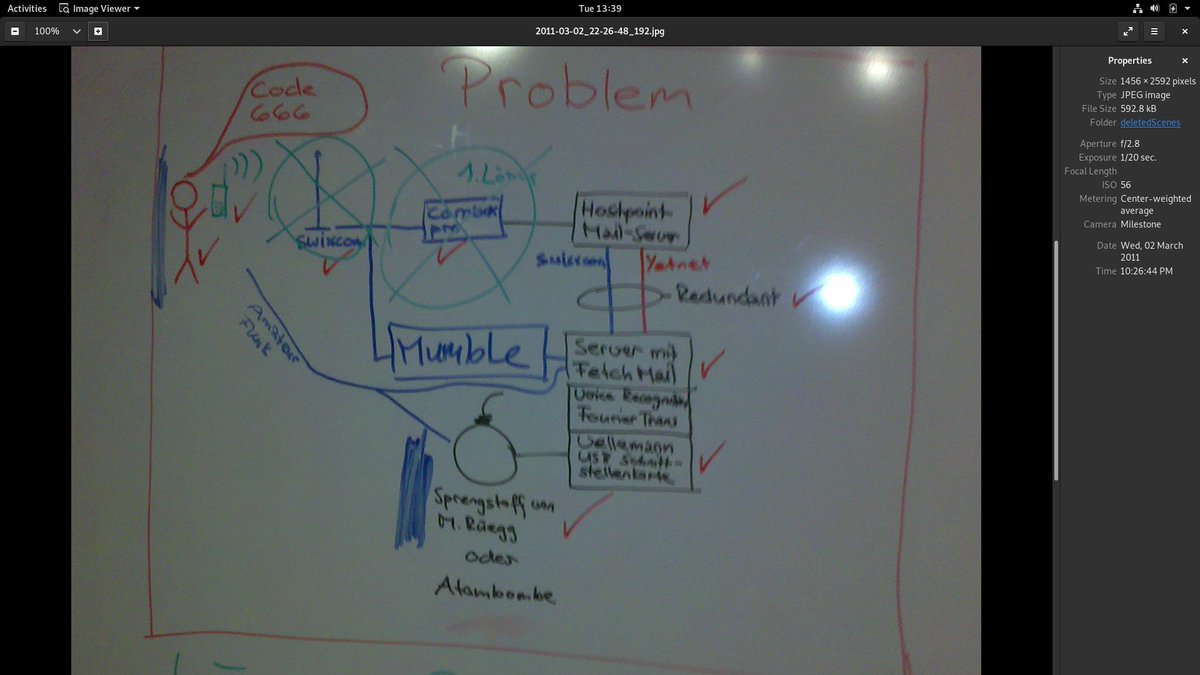 Activities
Image Viewer
Tue 13:39
100%
2011-03-02_22-26-48_192.jpg
Problem
Code
666
1.
Swisscom
combox
pro
Hostpoint
Mail-Server
Swisscom
Yetnet
Redundant
Amateur
Funk
Mumble
Server mit
FetchMail
Voice Recognition
Fourier Trans
Vellemann
USB Schnitt-
stellenkarte
Sprengstoff von
M. Rüegg
oder
Atambombe
Properties
Size 1456 × 2592 pixels
Type JPEG image
File Size 592.8 kB
Folder deletedScenes
Aperture f/2.8
Exposure 1/20 sec.
Focal Length
ISO 56
Metering Center-weighted
average
Camera Milestone
Date Wed, 02 March
2011
Time 10:26:44 PM